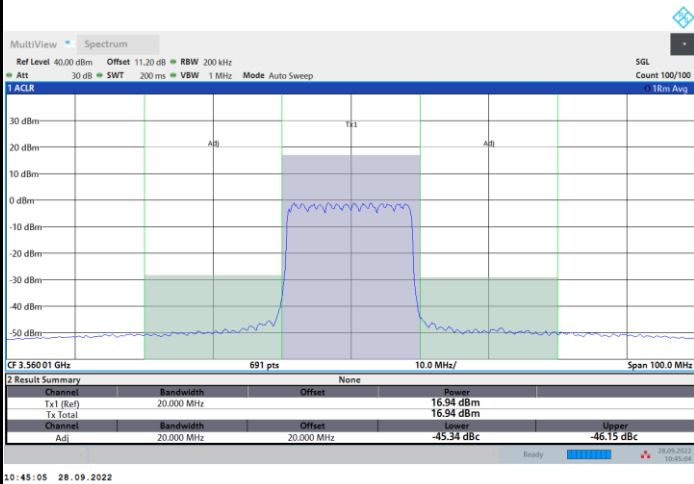 MultiView Spectrum
Ref Level 40.00 dBm Offset 11.20 dB RBW 200 kHz SGL
Att 30 dB SWT 200 ms VBW 1 MHz Mode Auto Sweep Count 100/100
1 ACLR 1Rm Avg
30 dBm
Tx1
20 dBm
Adj Adj
10 dBm
0 dBm
-10 dBm
-20 dBm
-30 dBm
-40 dBm
-50 dBm
CF 3.56001 GHz 691 pts 10.0 MHz/ Span 100.0 MHz
2 Result Summary None
Channel Bandwidth Offset Power
Tx1 (Ref) 20.000 MHz 16.94 dBm
Tx Total 16.94 dBm
Channel Bandwidth Offset Lower Upper
Adj 20.000 MHz 20.000 MHz -45.34 dBc -46.15 dBc
Ready 28.09.2022
10:45:06
10:45:05 28.09.2022